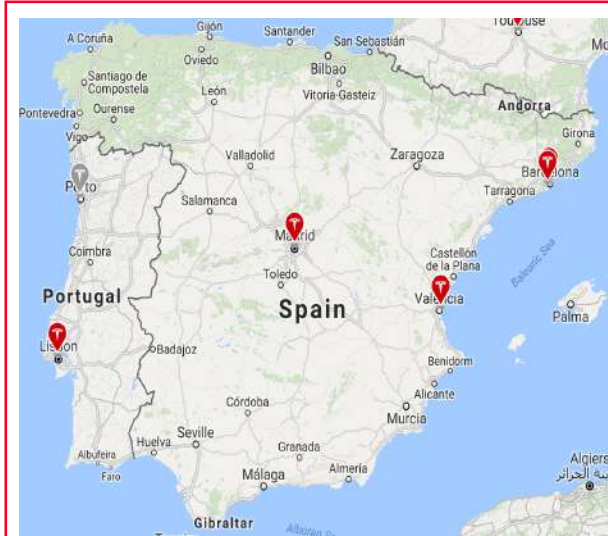 Toulouse
Gijón
Santander
A Coruña
San Sebastián
Oviedo
Bilbao
Santiago de
Compostela
León
Vitoria-Gasteiz
Andorra
Pontevedra
Ourense
Girona
Vigo
Valladolid
Zaragoza
Barcelona
Porto
Tarragona
Salamanca
Madrid
Castellón
de la Plana
Balearic Sea
Coimbra
Toledo
Portugal
Spain
Valencia
Palma
Lisbon
Badajoz
Benidorm
Alicante
Córdoba
Murcia
Seville
Huelva
Granada
Albufeira
Faro
Almería
Málaga
Algiers
الجزائر
Gibraltar
Alboran Sea